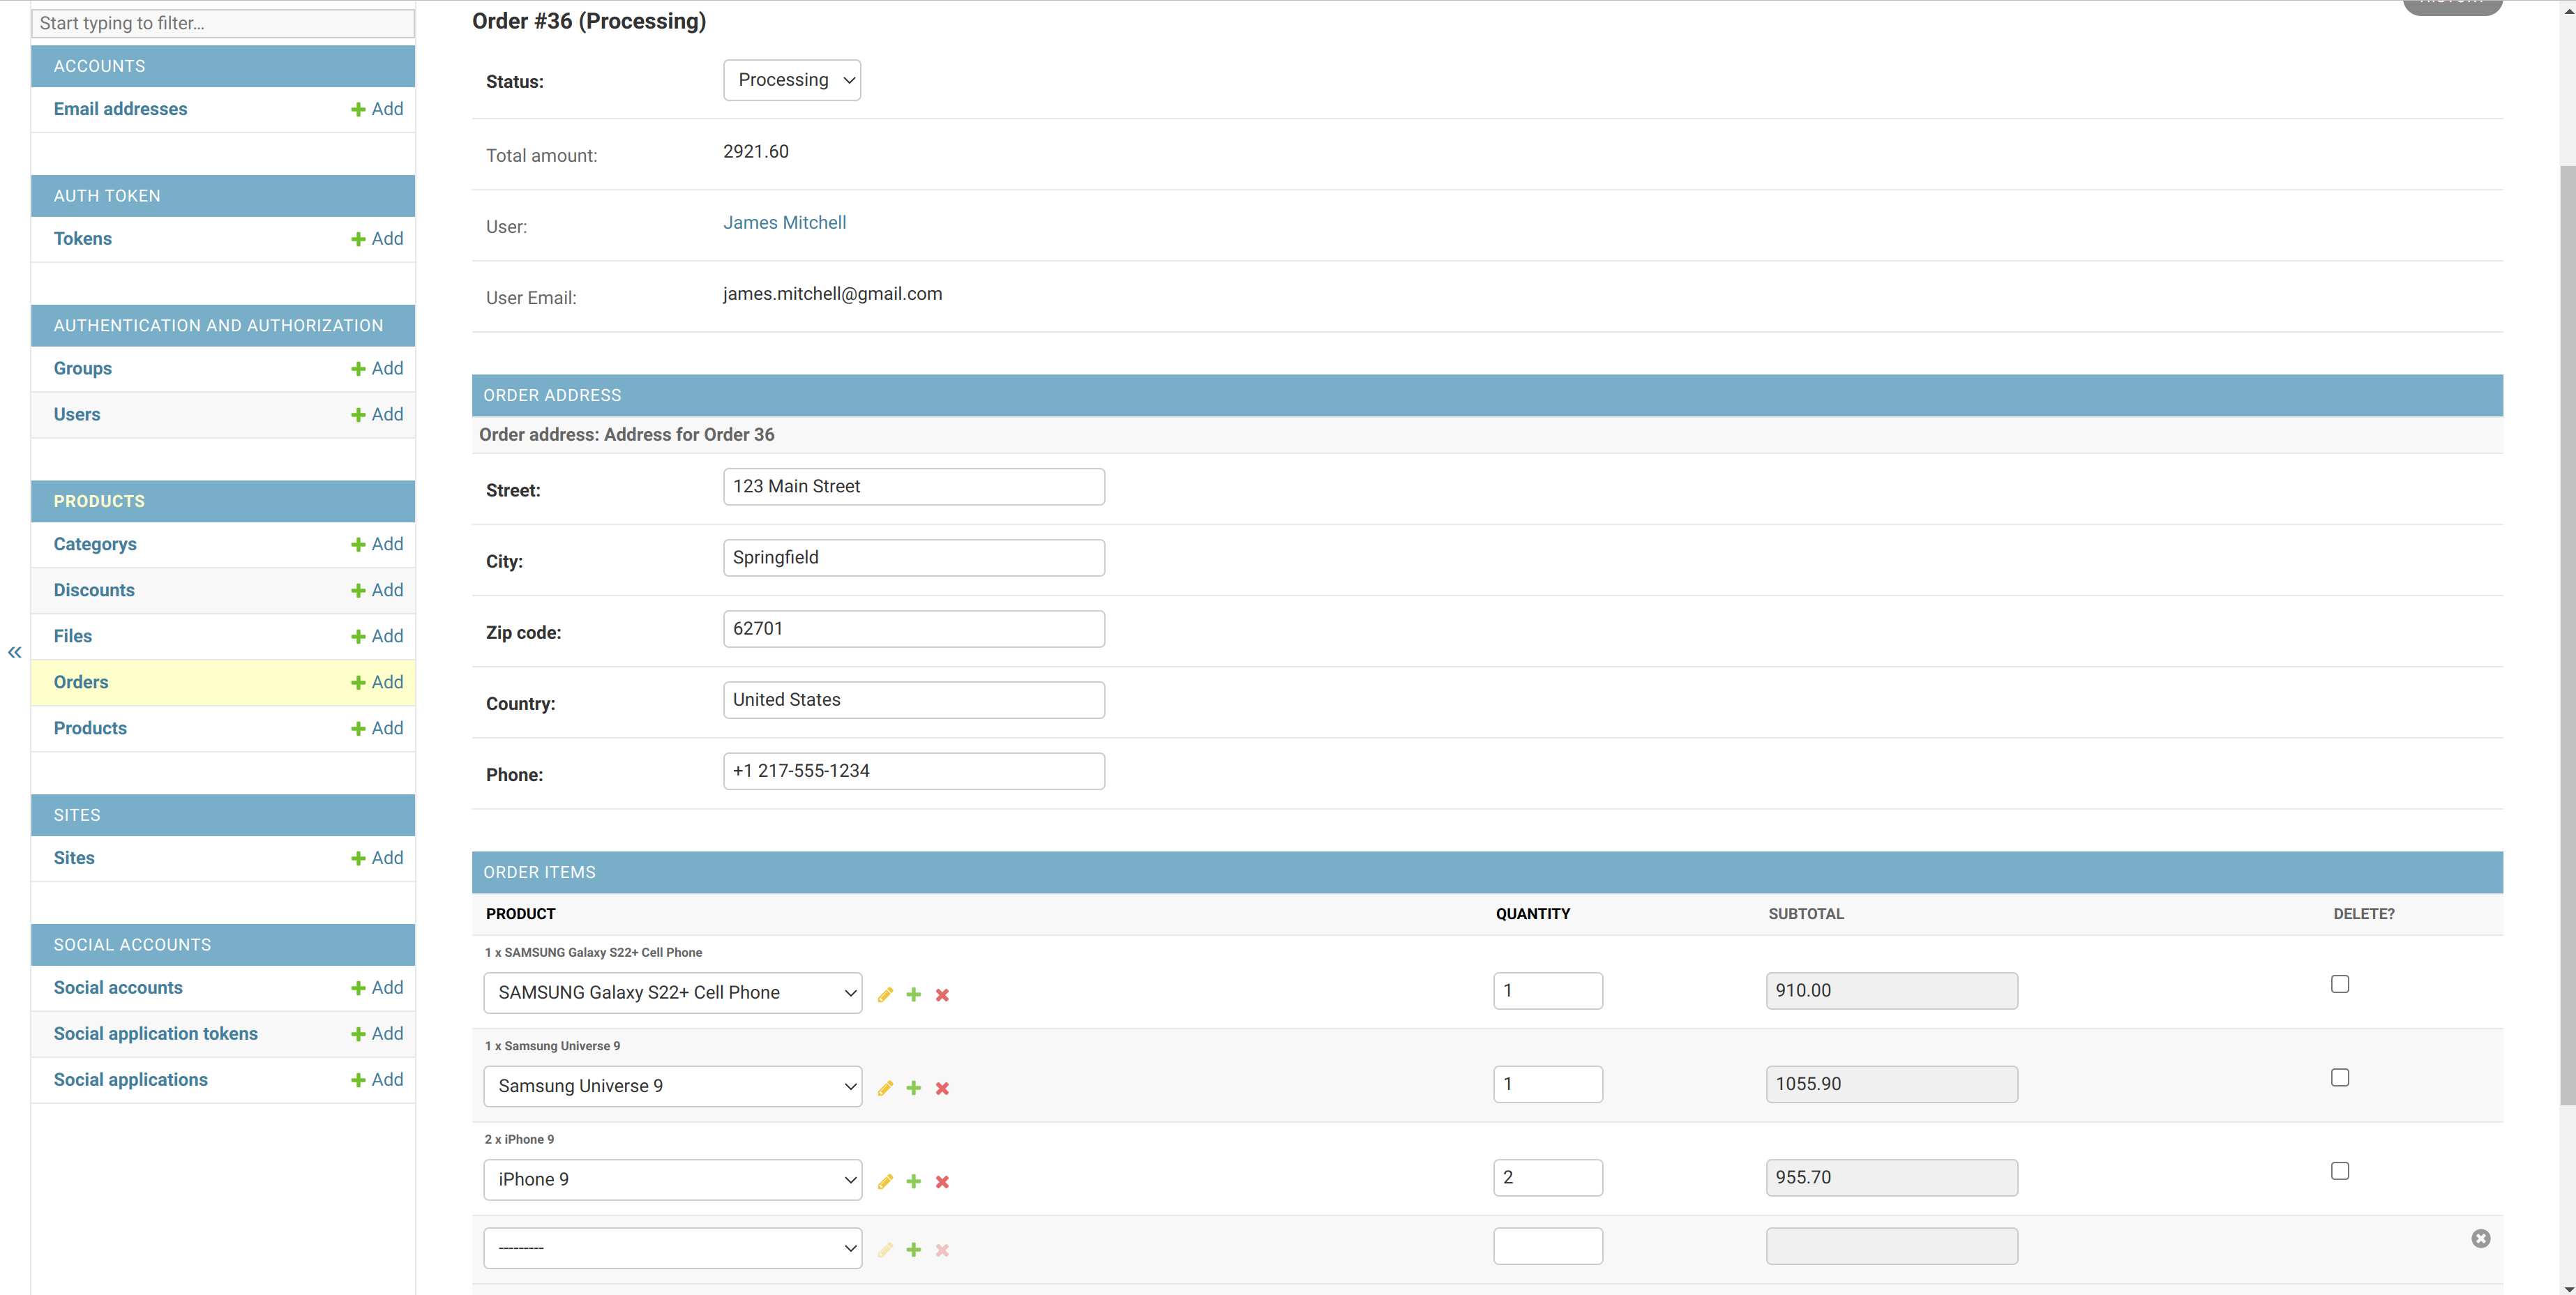 Start typing to filter...
ACCOUNTS
Email addresses
Add
AUTH TOKEN
Tokens
Add
AUTHENTICATION AND AUTHORIZATION
Groups
Add
Users
Add
PRODUCTS
Categorys
Add
Discounts
Add
Files
Add
«
Orders
Add
Products
Add
SITES
Sites
Add
SOCIAL ACCOUNTS
Social accounts
Add
Social application tokens
Add
Social applications
Add
Order #36 (Processing)
Status:
Processing
Total amount:
2921.60
User:
James Mitchell
User Email:
james.mitchell@gmail.com
ORDER ADDRESS
Order address: Address for Order 36
Street:
123 Main Street
City:
Springfield
Zip code:
62701
Country:
United States
Phone:
+1 217-555-1234
ORDER ITEMS
PRODUCT QUANTITY SUBTOTAL DELETE?
1 x SAMSUNG Galaxy S22+ Cell Phone
SAMSUNG Galaxy S22+ Cell Phone 1 910.00
1 x Samsung Universe 9
Samsung Universe 9 1 1055.90
2 x iPhone 9
iPhone 9 2 955.70
---------